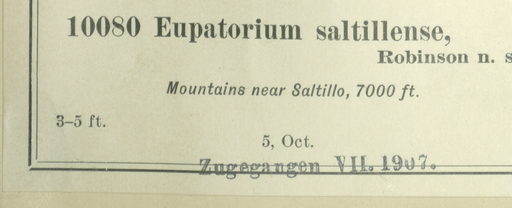 10080 Eupatorium saltillense,
Robinson n. s
Mountains near Saltillo, 7000 ft.
3–5 ft.
5, Oct.
Zugegangen VII. 1907.